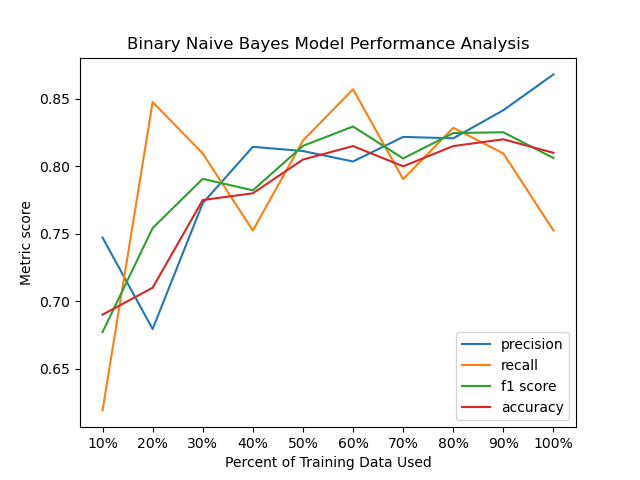 Binary Naive Bayes Model Performance Analysis
Metric score
0.85
0.80
0.75
0.70
0.65
precision
recall
f1 score
accuracy
10% 20% 30% 40% 50% 60% 70% 80% 90% 100%
Percent of Training Data Used